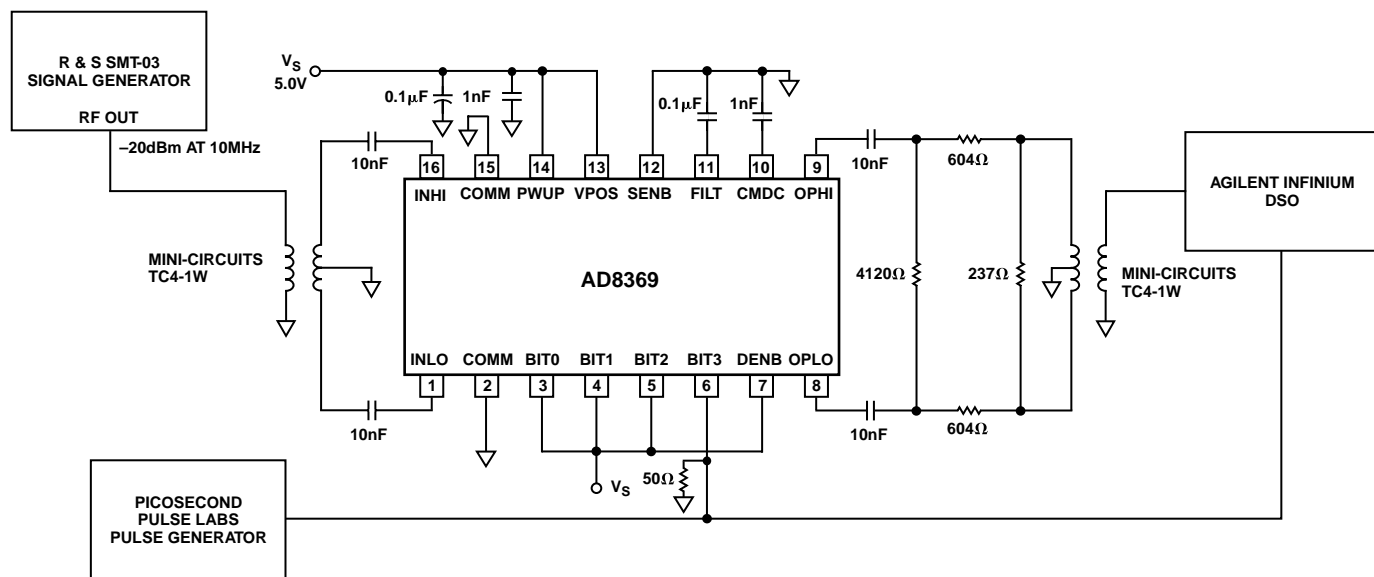 R & S SMT-03
SIGNAL GENERATOR
RF OUT
–20dBm AT 10MHz
VS
5.0V
0.1μF
1nF
0.1μF
1nF
10nF
10nF
604Ω
16
15
14
13
12
11
10
9
INHI
COMM
PWUP
VPOS
SENB
FILT
CMDC
OPHI
AGILENT INFINIUM
DSO
MINI-CIRCUITS
TC4-1W
AD8369
4120Ω
237Ω
MINI-CIRCUITS
TC4-1W
INLO
COMM
BIT0
BIT1
BIT2
BIT3
DENB
OPLO
1
2
3
4
5
6
7
8
10nF
10nF
604Ω
50Ω
VS
PICOSECOND
PULSE LABS
PULSE GENERATOR